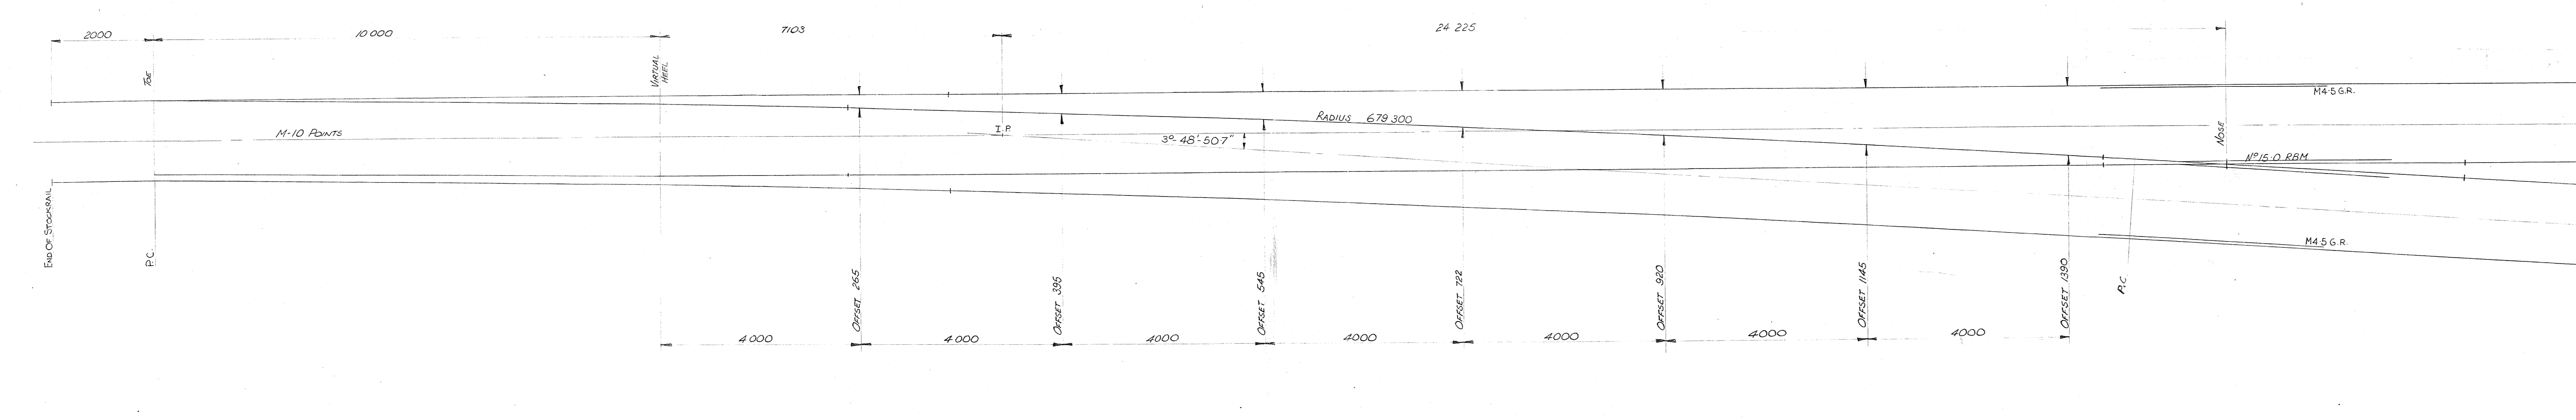 2000
10 000
7103
24 225
TOE
VIRTUAL
HEEL
NOSE
M4·5 G.R.
RADIUS 679 300
M-10 POINTS
I.P.
3°-48'-50·7"
Nº 15·0 RBM
M4·5 G.R.
END OF STOCKRAIL
P.C.
OFFSET 265
OFFSET 395
OFFSET 545
OFFSET 722
OFFSET 920
OFFSET 1145
OFFSET 1390
P.C.
4000
4000
4000
4000
4000
4000
4000